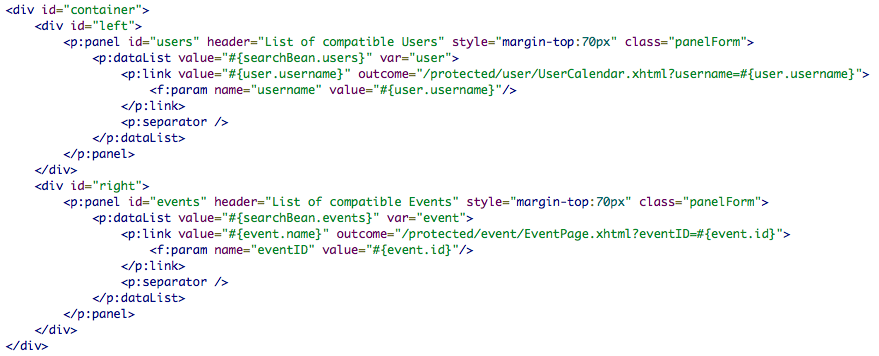 <div id="container">
    <div id="left">
        <p:panel id="users" header="List of compatible Users" style="margin-top:70px" class="panelForm">
            <p:dataList value="#{searchBean.users}" var="user">
                <p:link value="#{user.username}" outcome="/protected/user/UserCalendar.xhtml?username=#{user.username}">
                    <f:param name="username" value="#{user.username}"/>
                </p:link>
                <p:separator />
            </p:dataList>
        </p:panel>
    </div>
    <div id="right">
        <p:panel id="events" header="List of compatible Events" style="margin-top:70px" class="panelForm">
            <p:dataList value="#{searchBean.events}" var="event">
                <p:link value="#{event.name}" outcome="/protected/event/EventPage.xhtml?eventID=#{event.id}">
                    <f:param name="eventID" value="#{event.id}"/>
                </p:link>
                <p:separator />
            </p:dataList>
        </p:panel>
    </div>
</div>